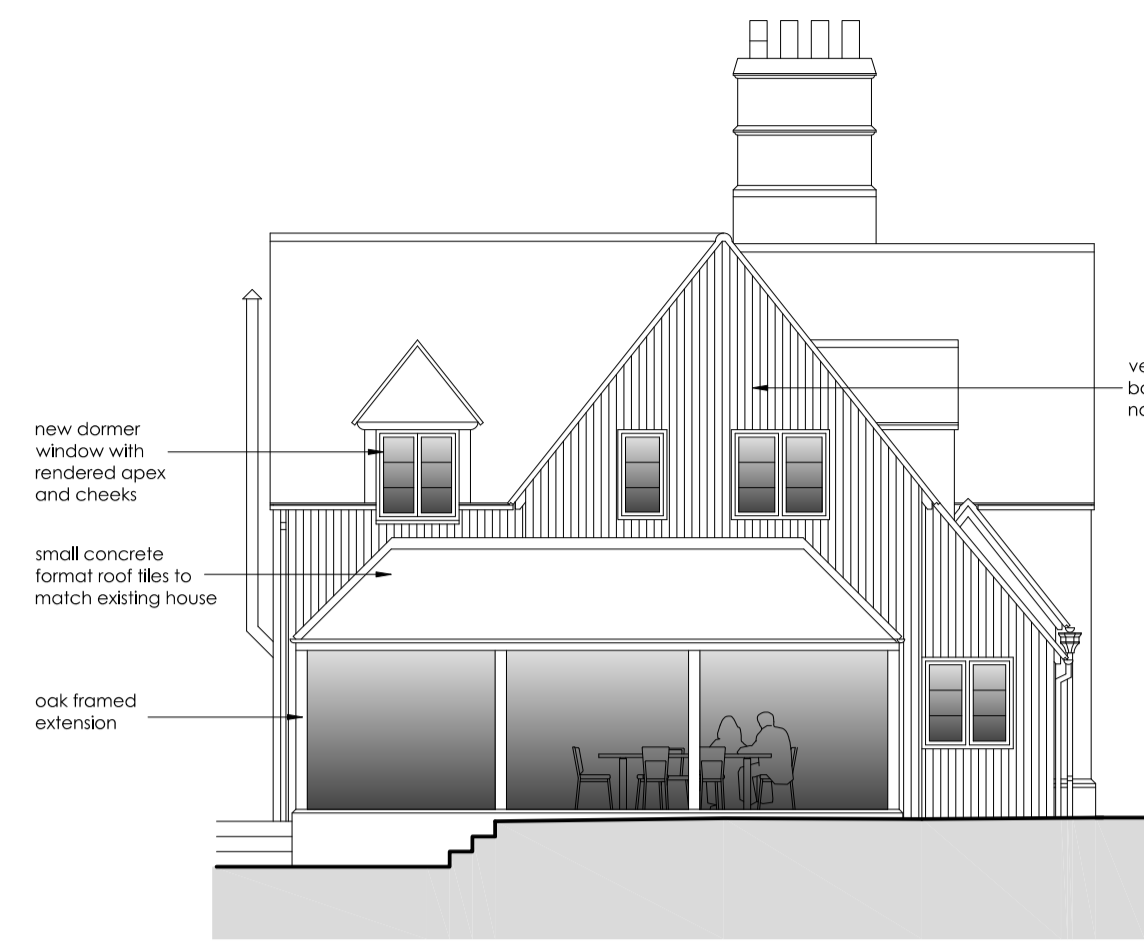 new dormer
window with
rendered apex
and cheeks
small concrete
format roof tiles to
match existing house
oak framed
extension